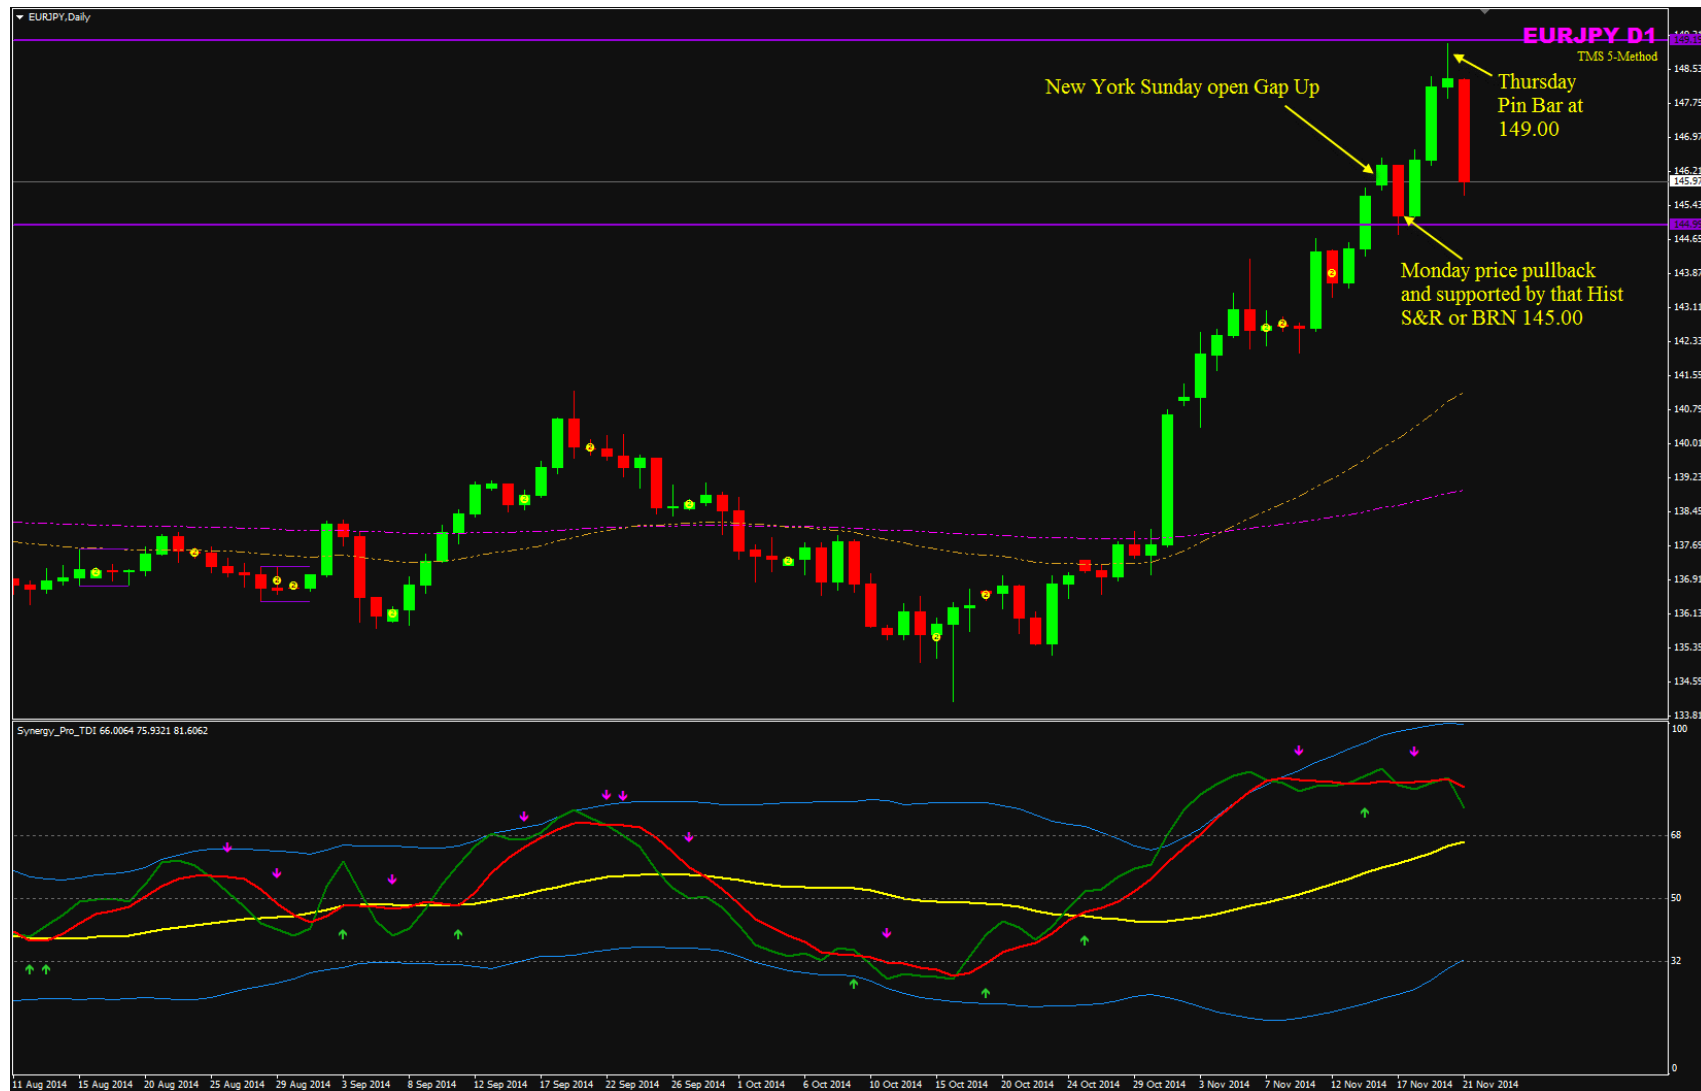 EURJPY,Daily
EURJPY D1
TMS 5-Method
New York Sunday open Gap Up
Thursday
Pin Bar at
149.00
Monday price pullback
and supported by that Hist
S&R or BRN 145.00
148.53
147.75
146.97
146.21
145.97
145.43
144.65
143.87
143.11
142.33
141.55
140.75
140.01
139.23
138.45
137.65
136.91
136.13
135.35
134.55
133.81
Synergy_Pro_TDI 66.0064 75.9321 81.6062
100
68
50
32
0
11 Aug 2014 15 Aug 2014 20 Aug 2014 25 Aug 2014 29 Aug 2014 3 Sep 2014 8 Sep 2014 12 Sep 2014 17 Sep 2014 22 Sep 2014 26 Sep 2014 1 Oct 2014 6 Oct 2014 10 Oct 2014 15 Oct 2014 20 Oct 2014 24 Oct 2014 29 Oct 2014 3 Nov 2014 7 Nov 2014 12 Nov 2014 17 Nov 2014 21 Nov 2014